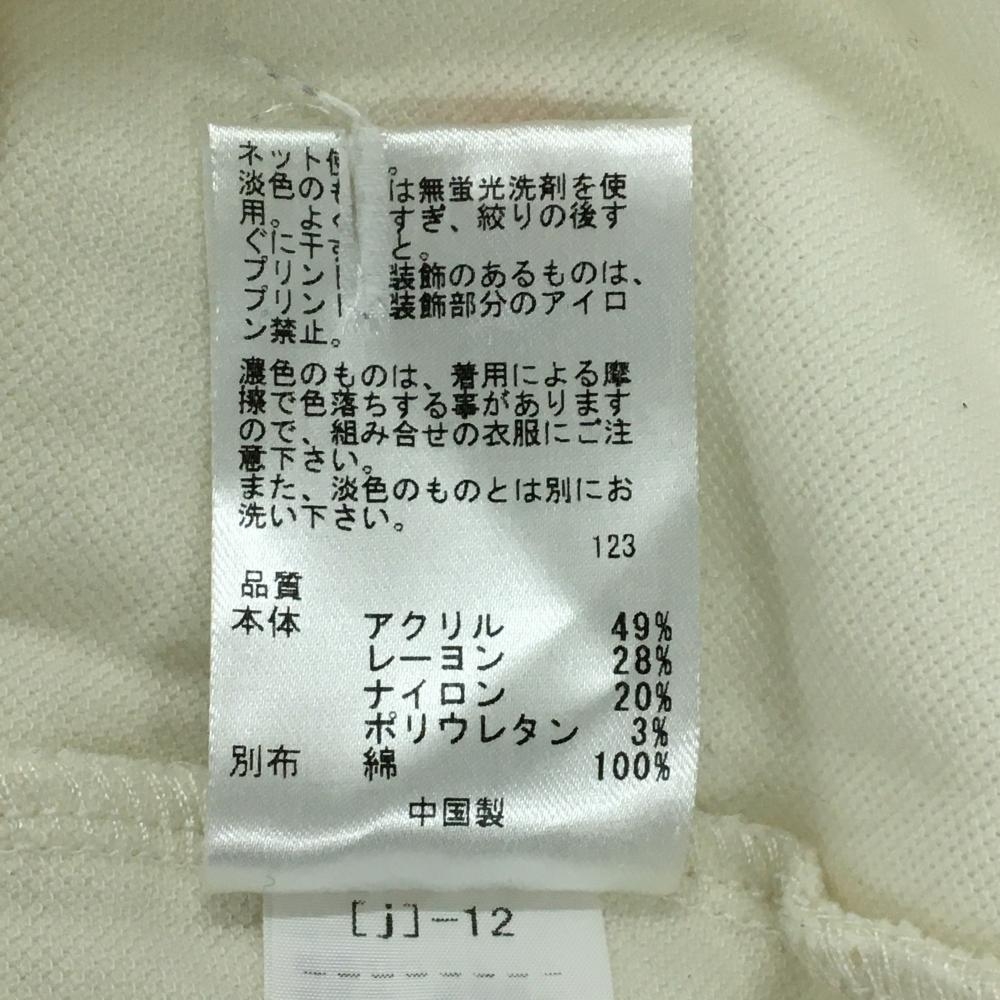 ネット使。
淡色のもは無蛍光洗剤を使
用。よくすぎ、絞りの後す
ぐに干すと。
プリント装飾のあるものは、
プリント装飾部分のアイロ
ン禁止。
濃色のものは、着用による摩
擦で色落ちする事があります
ので、組み合せの衣服にご注
意下さい。
また、淡色のものとは別にお
洗い下さい。
123
品質
本体 アクリル 49%
レーヨン 28%
ナイロン 20%
ポリウレタン 3%
別布 綿 100%
中国製
[j]-12